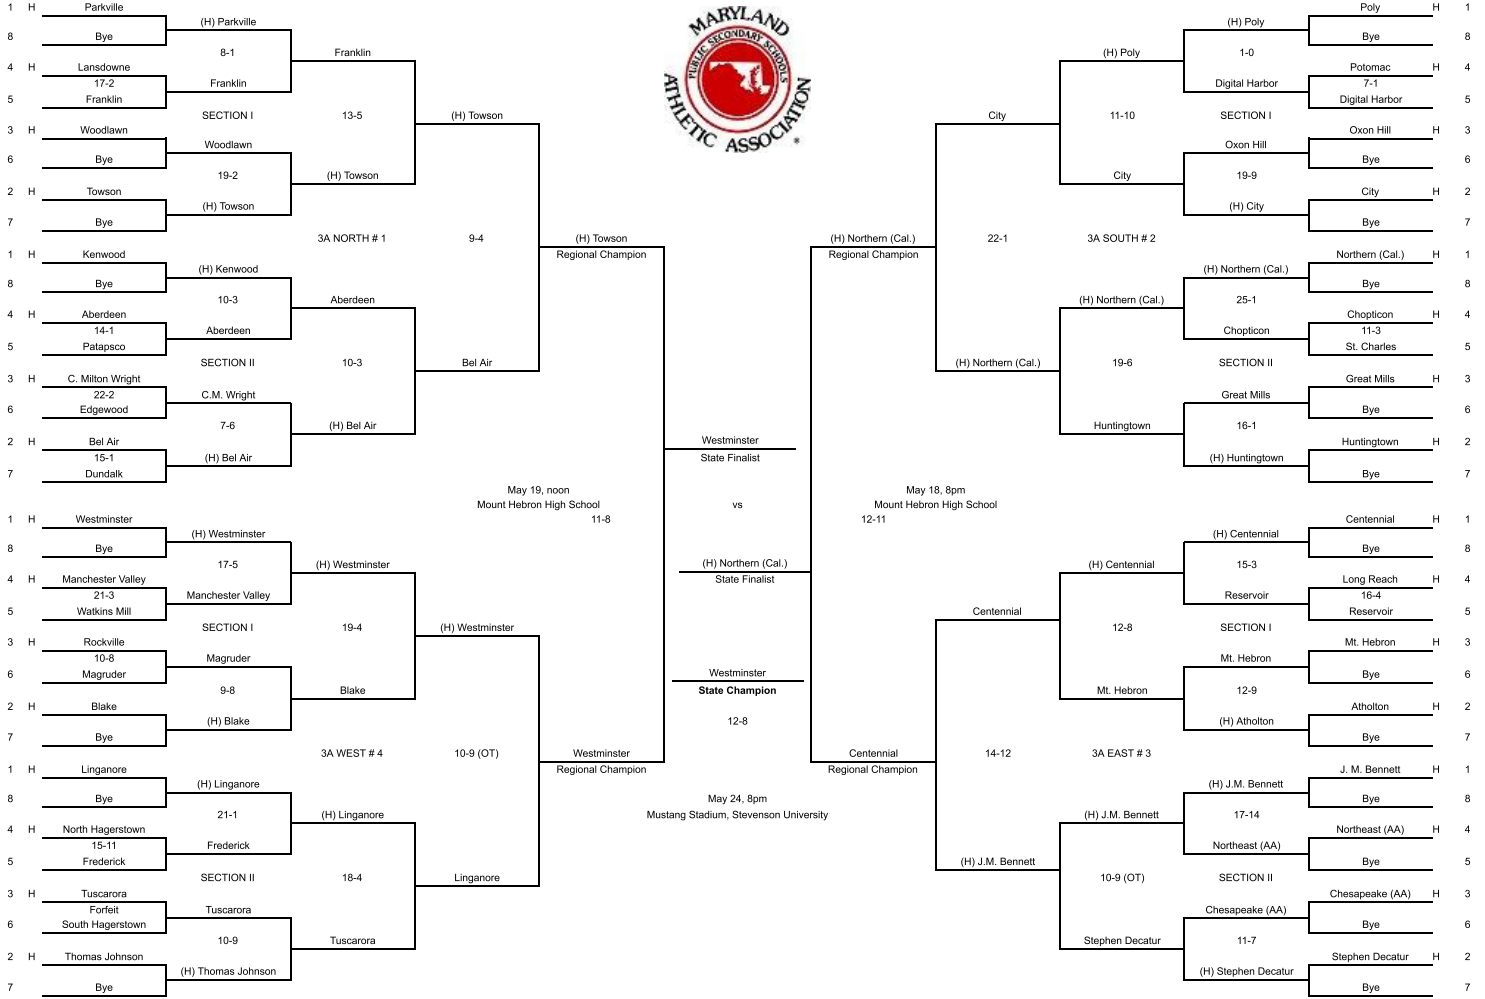 MARYLAND
PUBLIC SECONDARY SCHOOLS
ATHLETIC ASSOCIATION
®
1 H Parkville
(H) Parkville
8 Bye
8-1
Franklin
4 H Lansdowne
17-2
Franklin
5 Franklin
SECTION I
13-5
(H) Towson
3 H Woodlawn
Woodlawn
6 Bye
19-2
(H) Towson
2 H Towson
(H) Towson
7 Bye
3A NORTH # 1
9-4
(H) Towson
Regional Champion
1 H Kenwood
(H) Kenwood
8 Bye
10-3
Aberdeen
4 H Aberdeen
14-1
Aberdeen
5 Patapsco
SECTION II
10-3
Bel Air
3 H C. Milton Wright
22-2
C.M. Wright
6 Edgewood
7-6
(H) Bel Air
2 H Bel Air
15-1
(H) Bel Air
7 Dundalk
1 H Westminster
(H) Westminster
8 Bye
17-5
(H) Westminster
4 H Manchester Valley
21-3
Manchester Valley
5 Watkins Mill
SECTION I
19-4
(H) Westminster
3 H Rockville
10-8
Magruder
6 Magruder
9-8
Blake
2 H Blake
(H) Blake
7 Bye
3A WEST # 4
10-9 (OT)
Westminster
Regional Champion
1 H Linganore
(H) Linganore
8 Bye
21-1
(H) Linganore
4 H North Hagerstown
15-11
Frederick
5 Frederick
SECTION II
18-4
Linganore
3 H Tuscarora
Forfeit
Tuscarora
6 South Hagerstown
10-9
Tuscarora
2 H Thomas Johnson
(H) Thomas Johnson
7 Bye
Westminster
State Finalist
May 19, noon
Mount Hebron High School
11-8
vs
May 18, 8pm
Mount Hebron High School
12-11
(H) Northern (Cal.)
State Finalist
Westminster
State Champion
12-8
May 24, 8pm
Mustang Stadium, Stevenson University
Poly H 1
(H) Poly
Bye 8
1-0
(H) Poly
Potomac H 4
7-1
Digital Harbor
Digital Harbor 5
SECTION I
11-10
City
Oxon Hill H 3
Oxon Hill
Bye 6
19-9
City
City H 2
(H) City
Bye 7
3A SOUTH # 2
22-1
(H) Northern (Cal.)
Regional Champion
Northern (Cal.) H 1
(H) Northern (Cal.)
Bye 8
25-1
(H) Northern (Cal.)
Chopticon H 4
11-3
Chopticon
St. Charles 5
SECTION II
19-6
(H) Northern (Cal.)
Great Mills H 3
Great Mills
Bye 6
16-1
Huntingtown
Huntingtown H 2
(H) Huntingtown
Bye 7
Centennial H 1
(H) Centennial
Bye 8
15-3
(H) Centennial
Long Reach H 4
16-4
Reservoir
Reservoir 5
SECTION I
12-8
Centennial
Mt. Hebron H 3
Mt. Hebron
Bye 6
12-9
Mt. Hebron
Atholton H 2
(H) Atholton
Bye 7
3A EAST # 3
14-12
Centennial
Regional Champion
J. M. Bennett H 1
(H) J.M. Bennett
Bye 8
17-14
(H) J.M. Bennett
Northeast (AA) H 4
Northeast (AA)
Bye 5
SECTION II
10-9 (OT)
(H) J.M. Bennett
Chesapeake (AA) H 3
Chesapeake (AA)
Bye 6
11-7
Stephen Decatur
Stephen Decatur H 2
(H) Stephen Decatur
Bye 7